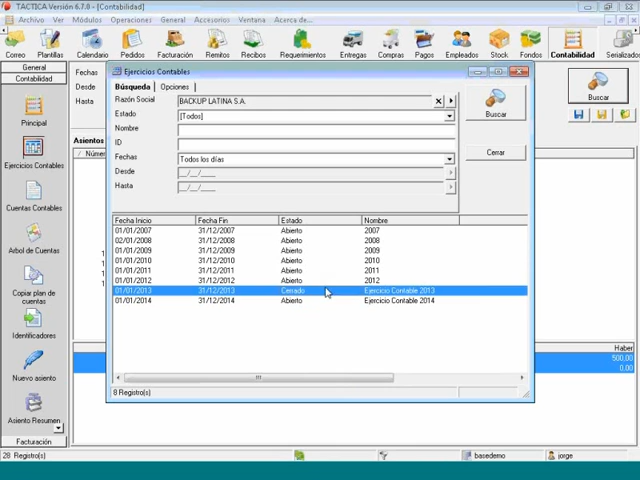 TACTICA Versión 6.7.0 - [Contabilidad]
Archivo Ver Módulos Operaciones General Accesorios Ventana Acerca de...
Correo Plantillas Calendario Pedidos Facturación Remitos Recibos Requerimientos Entregas Compras Pagos Empleados Stock Fondos Contabilidad Serializados
General
Contabilidad
Principal
Ejercicios Contables
Cuentas Contables
Arbol de Cuentas
Copiar plan de
cuentas
Identificadores
Nuevo asiento
Asiento Resumen
Facturación
Fechas
Desde
Hasta
Buscar
Asientos
Núme
Ejercicios Contables
Búsqueda Opciones
Razón Social BACKUP LATINA S.A.
Estado [Todos]
Nombre
ID
Fechas Todos los días
Desde __/__/____
Hasta __/__/____
Buscar
Cerrar
Fecha Inicio Fecha Fin Estado Nombre
01/01/2007 31/12/2007 Abierto 2007
02/01/2008 31/12/2008 Abierto 2008
01/01/2009 31/12/2009 Abierto 2009
01/01/2010 31/12/2010 Abierto 2010
01/01/2011 31/12/2011 Abierto 2011
01/01/2012 31/12/2012 Abierto 2012
01/01/2013 31/12/2013 Cerrado Ejercicio Contable 2013
01/01/2014 31/12/2014 Abierto Ejercicio Contable 2014
8 Registro(s)
Haber
500,00
0.00
28 Registro(s) basedemo jorge